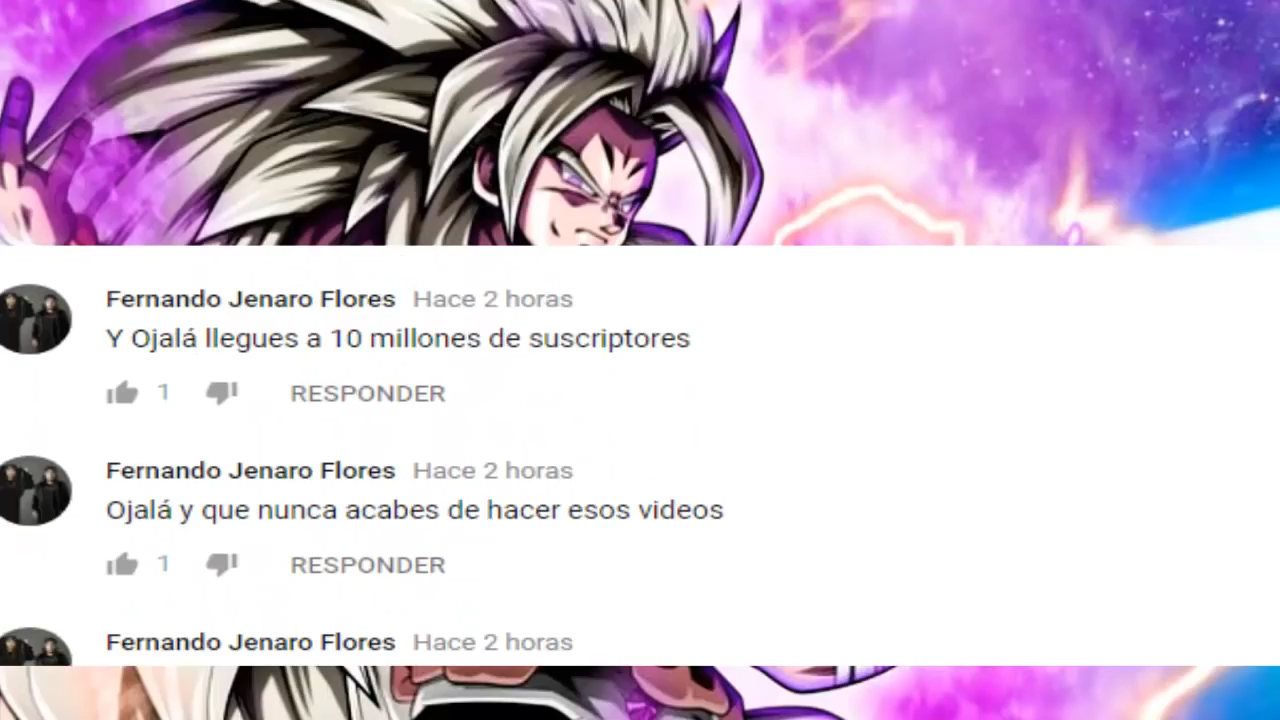 Fernando Jenaro Flores Hace 2 horas
Y Ojalá llegues a 10 millones de suscriptores
1 RESPONDER
Fernando Jenaro Flores Hace 2 horas
Ojalá y que nunca acabes de hacer esos videos
1 RESPONDER
Fernando Jenaro Flores Hace 2 horas